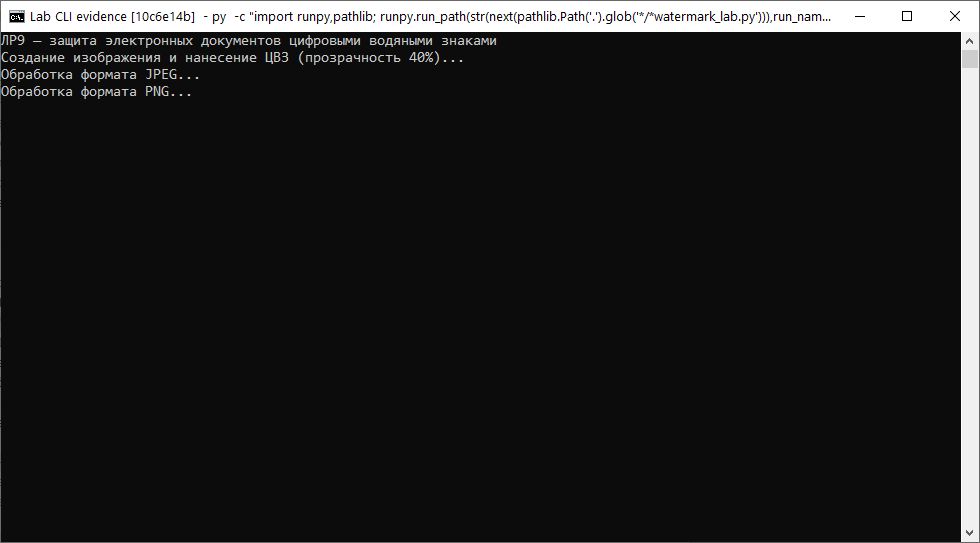 Lab CLI evidence [10c6e14b]  - py  -c "import runpy,pathlib; runpy.run_path(str(next(pathlib.Path('.').glob('*/*watermark_lab.py'))),run_nam...
ЛР9 — защита электронных документов цифровыми водяными знаками
Создание изображения и нанесение ЦВЗ (прозрачность 40%)...
Обработка формата JPEG...
Обработка формата PNG...